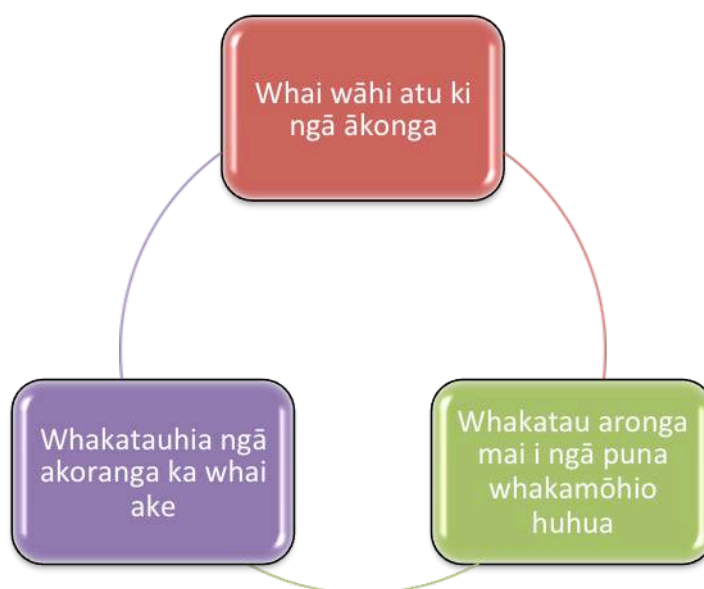 Whai wāhi atu ki
ngā ākonga
Whakatau aronga
mai i ngā puna
whakamōhio
huhua
Whakatauhia ngā
akoranga ka whai
ake